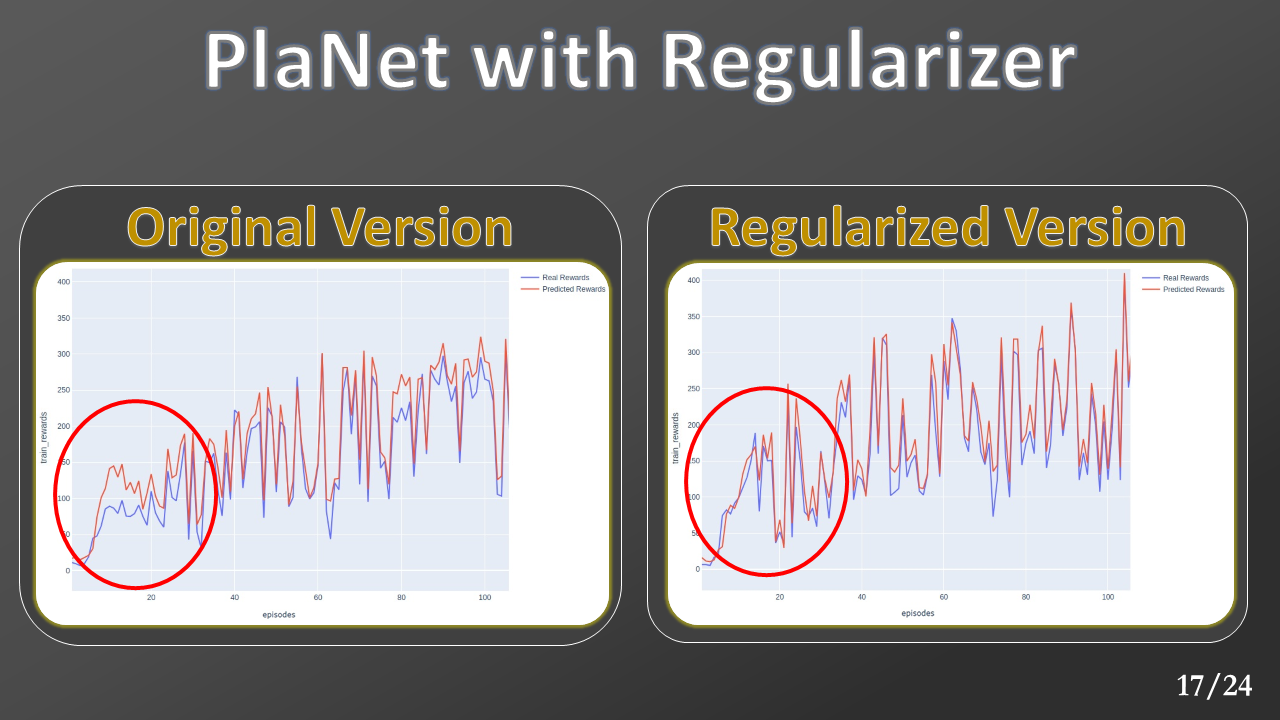 PlaNet with Regularizer
Original Version
Real Rewards
Predicted Rewards
400
350
300
250
200
150
100
50
0
train_rewards
20 40 60 80 100
episodes
Regularized Version
Real Rewards
Predicted Rewards
400
350
300
250
200
150
100
50
0
train_rewards
20 40 60 80 100
episodes
17/24